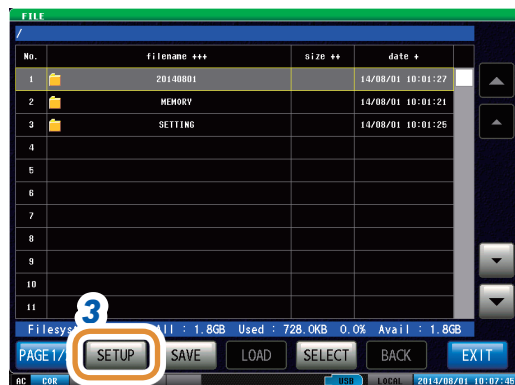 FILE
/
No. filename +++ size ++ date +
1 20140801 14/08/01 10:01:27
2 MEMORY 14/08/01 10:01:21
3 SETTING 14/08/01 10:01:25
4
5
6
7
8
9
10
11
3
Filesys All : 1.8GB Used : 728.0KB 0.0% Avail : 1.8GB
PAGE1/ SETUP SAVE LOAD SELECT BACK EXIT
AC COR USB LOCAL 2014/08/01 10:07:45